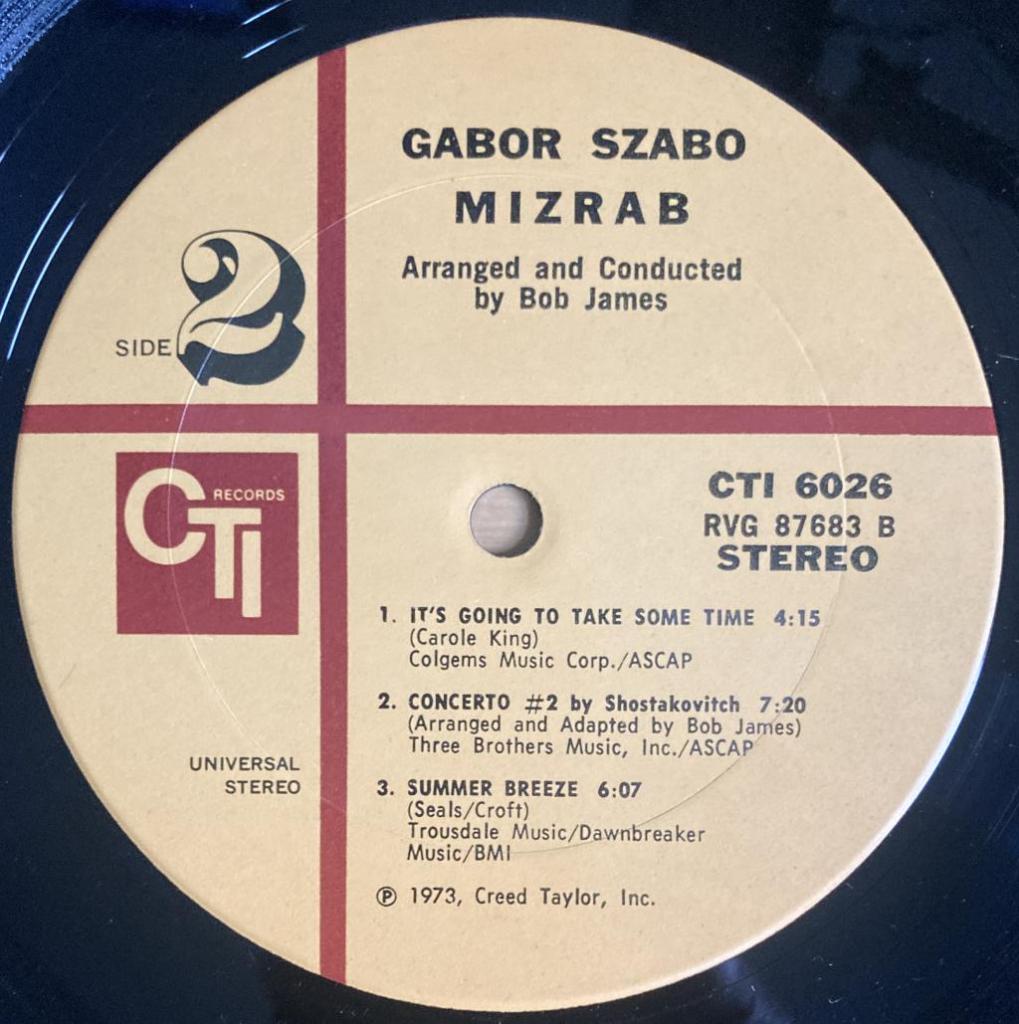 GABOR SZABO
MIZRAB
Arranged and Conducted
by Bob James
SIDE 2
CTI RECORDS
CTI 6026
RVG 87683 B
STEREO
1. IT'S GOING TO TAKE SOME TIME 4:15
(Carole King)
Colgems Music Corp./ASCAP
2. CONCERTO #2 by Shostakovitch 7:20
(Arranged and Adapted by Bob James)
Three Brothers Music, Inc./ASCAP
UNIVERSAL
STEREO
3. SUMMER BREEZE 6:07
(Seals/Croft)
Trousdale Music/Dawnbreaker
Music/BMI
℗ 1973, Creed Taylor, Inc.